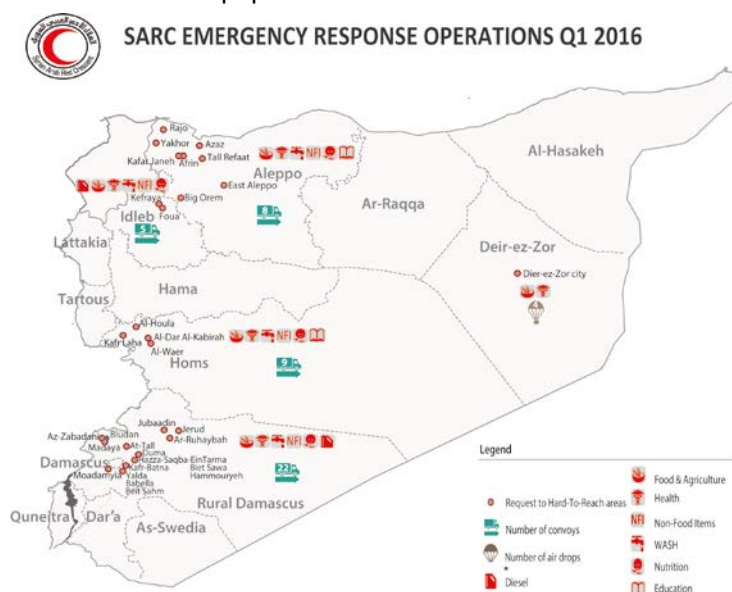 SARC EMERGENCY RESPONSE OPERATIONS Q1 2016
Rajo
Yakhor
Azaz
Kafat Janeh
Afrin
Tall Refaat
NFI
Aleppo
Al-Hasakeh
East Aleppo
NFI
Kefraya
Big Orem
Ar-Raqqa
Idleb
Foua
8
5
Deir-ez-Zor
Lattakia
Dier-ez-Zor city
Hama
Tartous
Al-Houla
Kafr Laha
Al-Dar Al-Kabirah
NFI
Al-Waer
Homs
9
Jubaadin
Jerud
Az-Zabadani
Bludan
Ar-Ruhaybah
Madaya
At-Tall
NFI
Duma
Damascus
Hazza-Saqba-EinTarma
Kafr-Batna
Biet Sawa
Moadamyia
Yalda
Hammouryeh
22
Babella
Beit Sahm
Rural Damascus
Quneitra
Dar'a
As-Swedia
Legend
Request to Hard-To-Reach areas
Number of convoys
Number of air drops
Diesel
Food & Agriculture
Health
NFI
Non-Food Items
WASH
Nutrition
Education